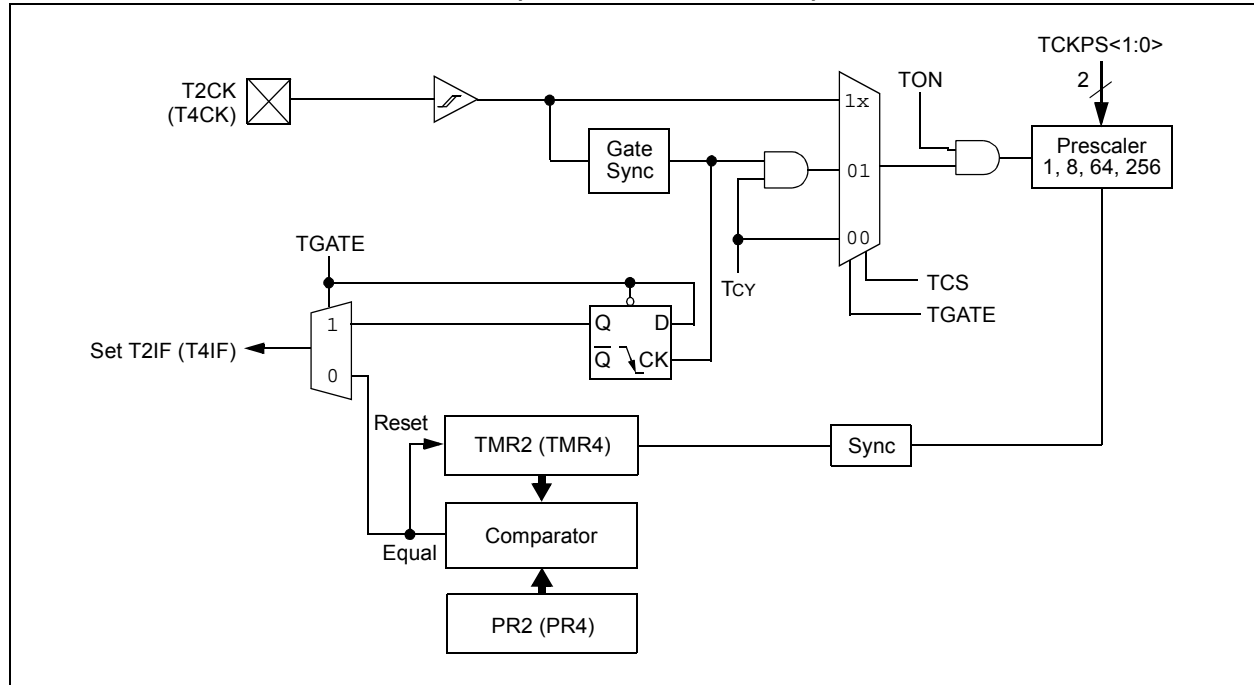 TCKPS<1:0>
2
TON
T2CK
(T4CK)
1x
Gate
Sync
01
Prescaler
1, 8, 64, 256
00
TGATE
TCY
TCS
TGATE
1
Q
D
Set T2IF (T4IF)
Q
CK
0
Reset
TMR2 (TMR4)
Sync
Equal
Comparator
PR2 (PR4)